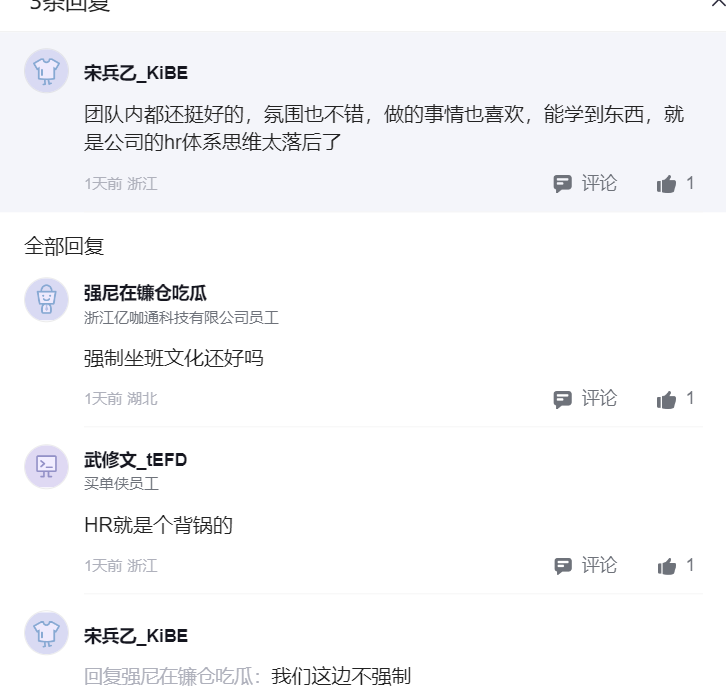 3条回复
宋兵乙_KiBE
团队内都还挺好的，氛围也不错，做的事情也喜欢，能学到东西，就
是公司的hr体系思维太落后了
1天前 浙江 评论 1
全部回复
强尼在镰仓吃瓜
浙江亿咖通科技有限公司员工
强制坐班文化还好吗
1天前 湖北 评论 1
武修文_tEFD
买单侠员工
HR就是个背锅的
1天前 浙江 评论 1
宋兵乙_KiBE
回复强尼在镰仓吃瓜：我们这边不强制